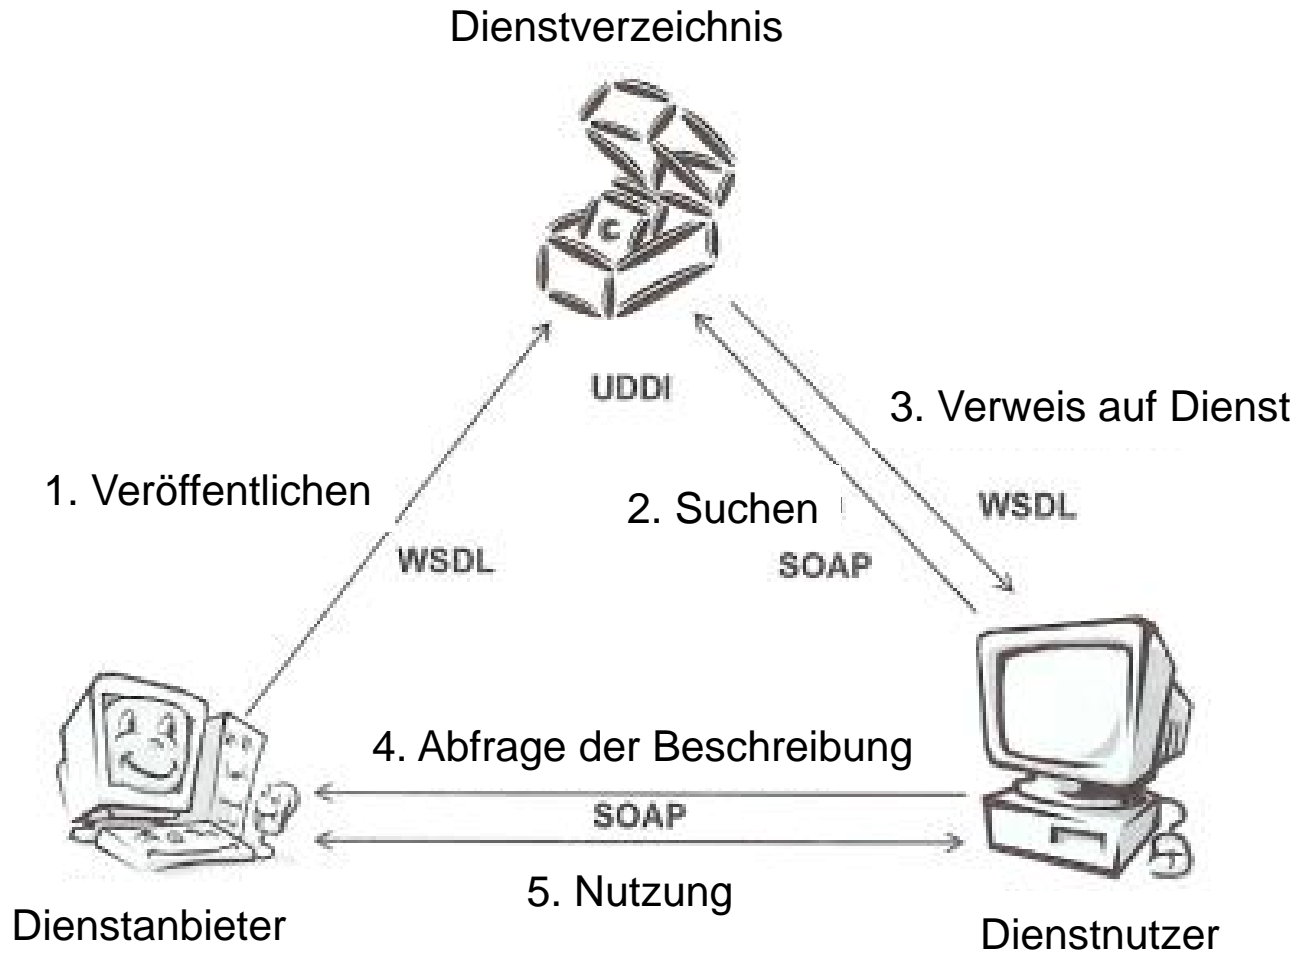 Dienstverzeichnis
C
UDDI
3. Verweis auf Dienst
1. Veröffentlichen
2. Suchen
WSDL
WSDL
SOAP
4. Abfrage der Beschreibung
SOAP
5. Nutzung
Dienstanbieter
Dienstnutzer